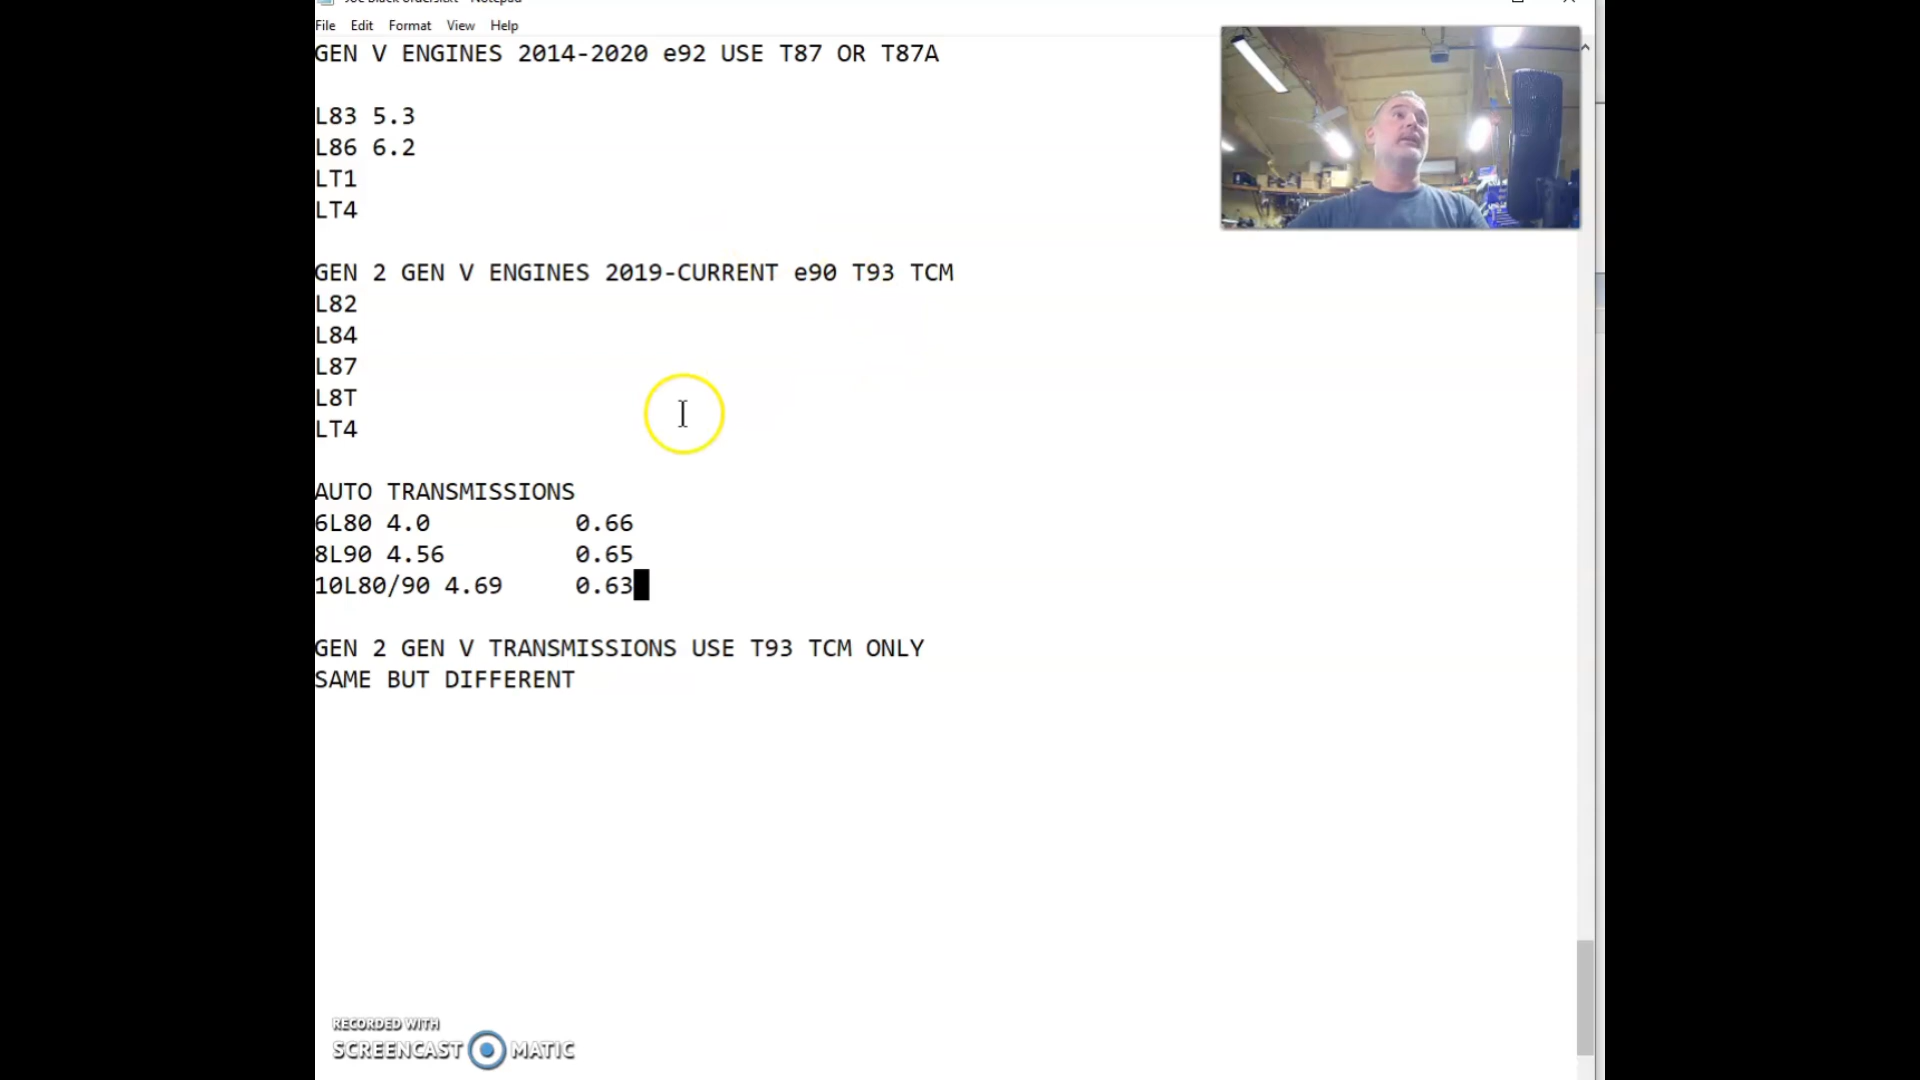 File Edit Format View Help
GEN V ENGINES 2014-2020 e92 USE T87 OR T87A
L83 5.3
L86 6.2
LT1
LT4
GEN 2 GEN V ENGINES 2019-CURRENT e90 T93 TCM
L82
L84
L87
L8T
LT4
AUTO TRANSMISSIONS
6L80 4.0 0.66
8L90 4.56 0.65
10L80/90 4.69 0.63
GEN 2 GEN V TRANSMISSIONS USE T93 TCM ONLY
SAME BUT DIFFERENT
RECORDED WITH
SCREENCAST MATIC